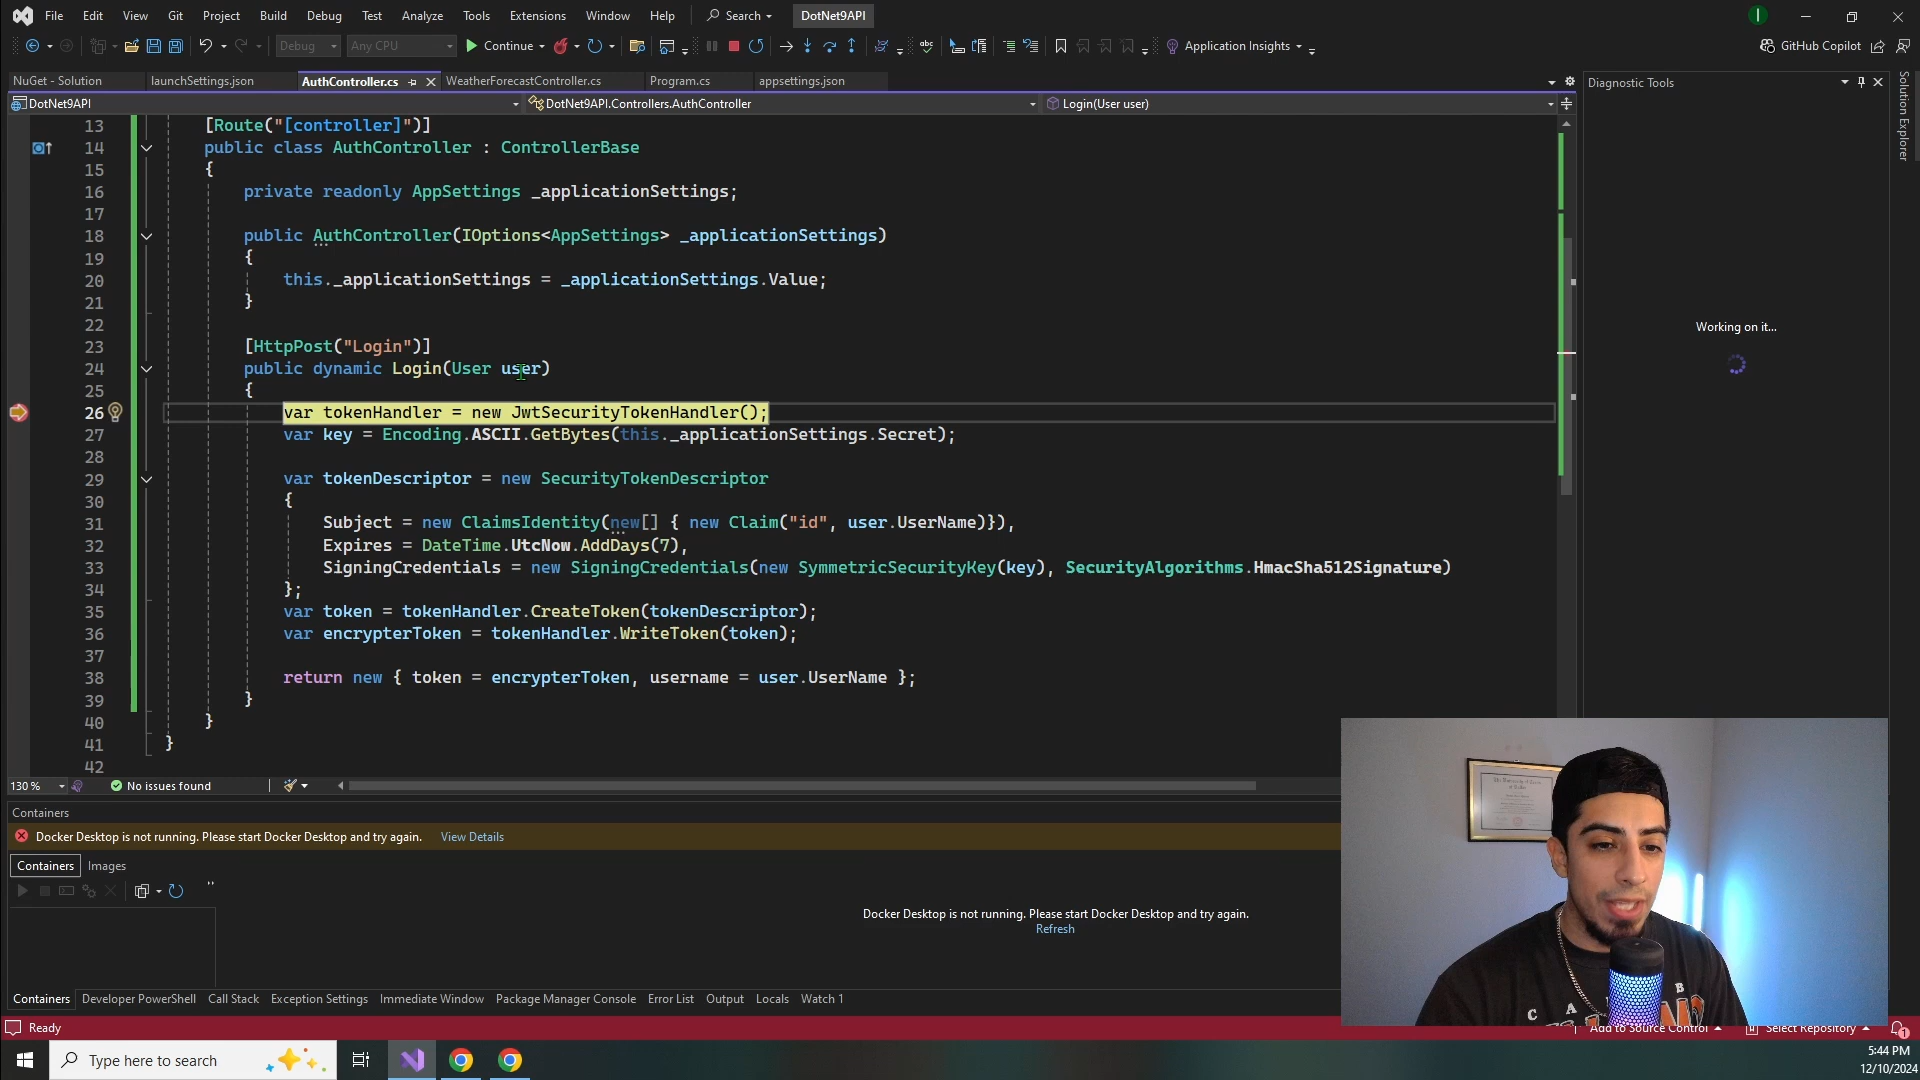 File Edit View Git Project Build Debug Test Analyze Tools Extensions Window Help Search DotNet9API
Debug Any CPU Continue Application Insights GitHub Copilot
NuGet - Solution launchSettings.json AuthController.cs WeatherForecastController.cs Program.cs appsettings.json
Diagnostic Tools
Solution Explorer
DotNet9API DotNet9API.Controllers.AuthController Login(User user)
13 [Route("[controller]")]
14 public class AuthController : ControllerBase
15 {
16 private readonly AppSettings _applicationSettings;
17
18 public AuthController(IOptions<AppSettings> _applicationSettings)
19 {
20 this._applicationSettings = _applicationSettings.Value;
21 }
22
23 [HttpPost("Login")]
24 public dynamic Login(User user)
25 {
26 var tokenHandler = new JwtSecurityTokenHandler();
27 var key = Encoding.ASCII.GetBytes(this._applicationSettings.Secret);
28
29 var tokenDescriptor = new SecurityTokenDescriptor
30 {
31 Subject = new ClaimsIdentity(new[] { new Claim("id", user.UserName)}),
32 Expires = DateTime.UtcNow.AddDays(7),
33 SigningCredentials = new SigningCredentials(new SymmetricSecurityKey(key), SecurityAlgorithms.HmacSha512Signature)
34 };
35 var token = tokenHandler.CreateToken(tokenDescriptor);
36 var encrypterToken = tokenHandler.WriteToken(token);
37
38 return new { token = encrypterToken, username = user.UserName };
39 }
40 }
41 }
42
Working on it...
130 % No issues found
Containers
Docker Desktop is not running. Please start Docker Desktop and try again. View Details
Containers Images
Docker Desktop is not running. Please start Docker Desktop and try again.
Refresh
Containers Developer PowerShell Call Stack Exception Settings Immediate Window Package Manager Console Error List Output Locals Watch 1
Ready Add to Source Control Select Repository 1
Type here to search
5:44 PM
12/10/2024